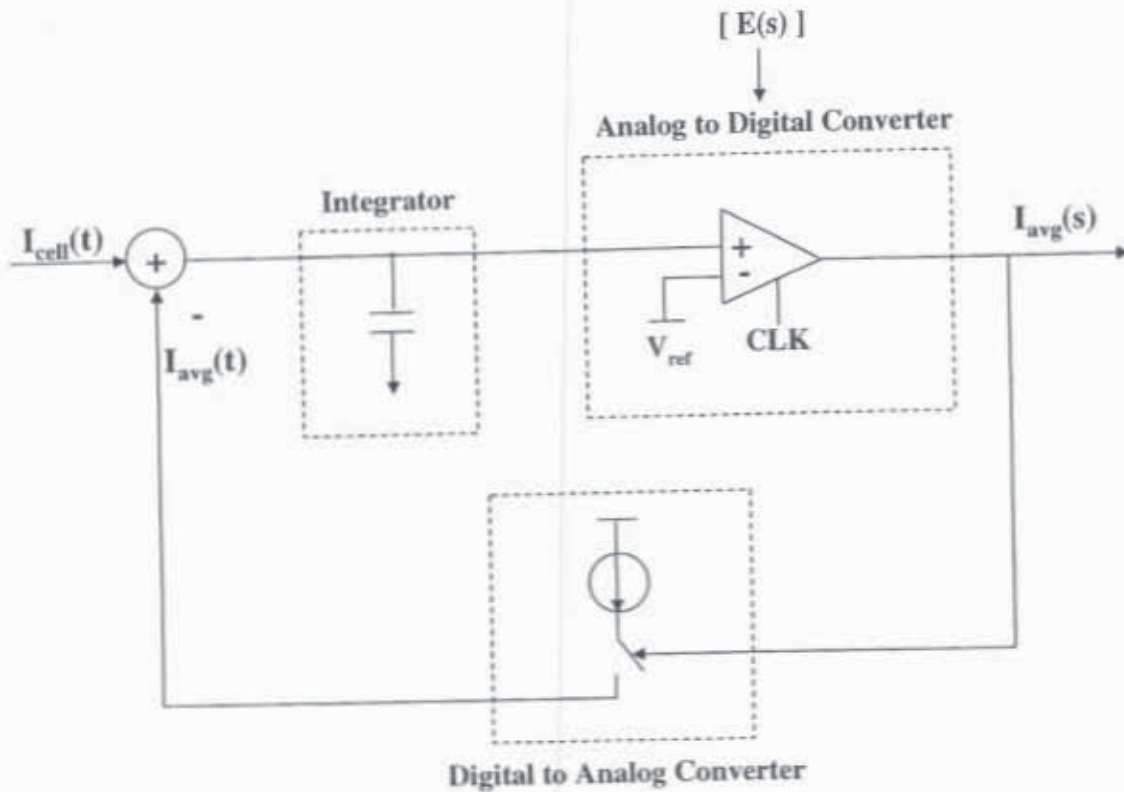 [ E(s) ]
Analog to Digital Converter
Integrator
I_cell(t)
I_avg(s)
+
+
-
-
I_avg(t)
V_ref
CLK
Digital to Analog Converter